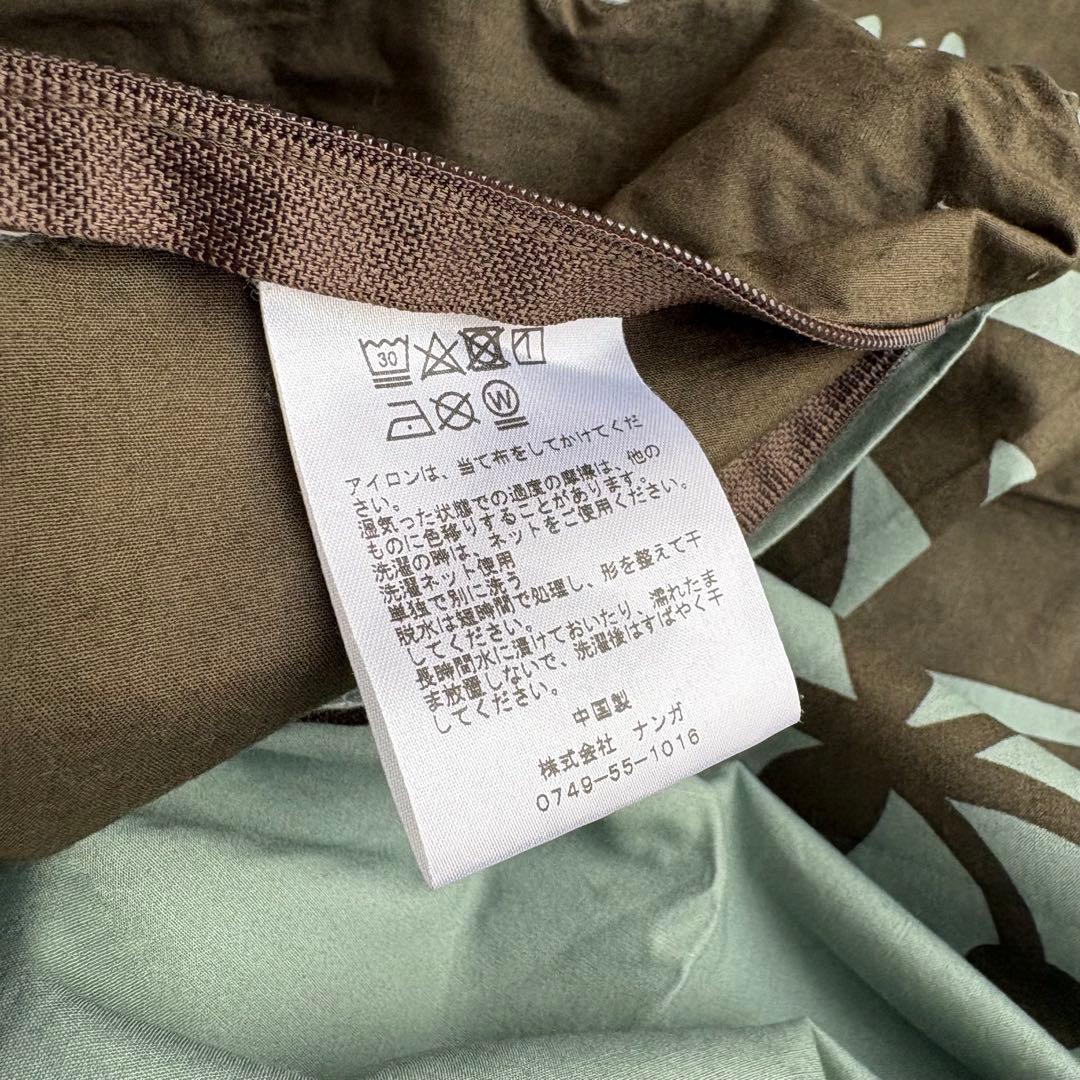 30
W
アイロンは、当て布をしてかけてくだ
さい。
湿気った状態での過度の摩擦は、他の
ものに色移りすることがあります。
洗濯の時は、ネットをご使用ください。
洗濯ネット使用
単独で別に洗う
脱水は短時間で処理し、形を整えて干
してください。
長時間水に漬けておいたり、濡れたま
ま放置しないで、洗濯後はすばやく干
してください。
中国製
株式会社 ナンガ
0749-55-1016